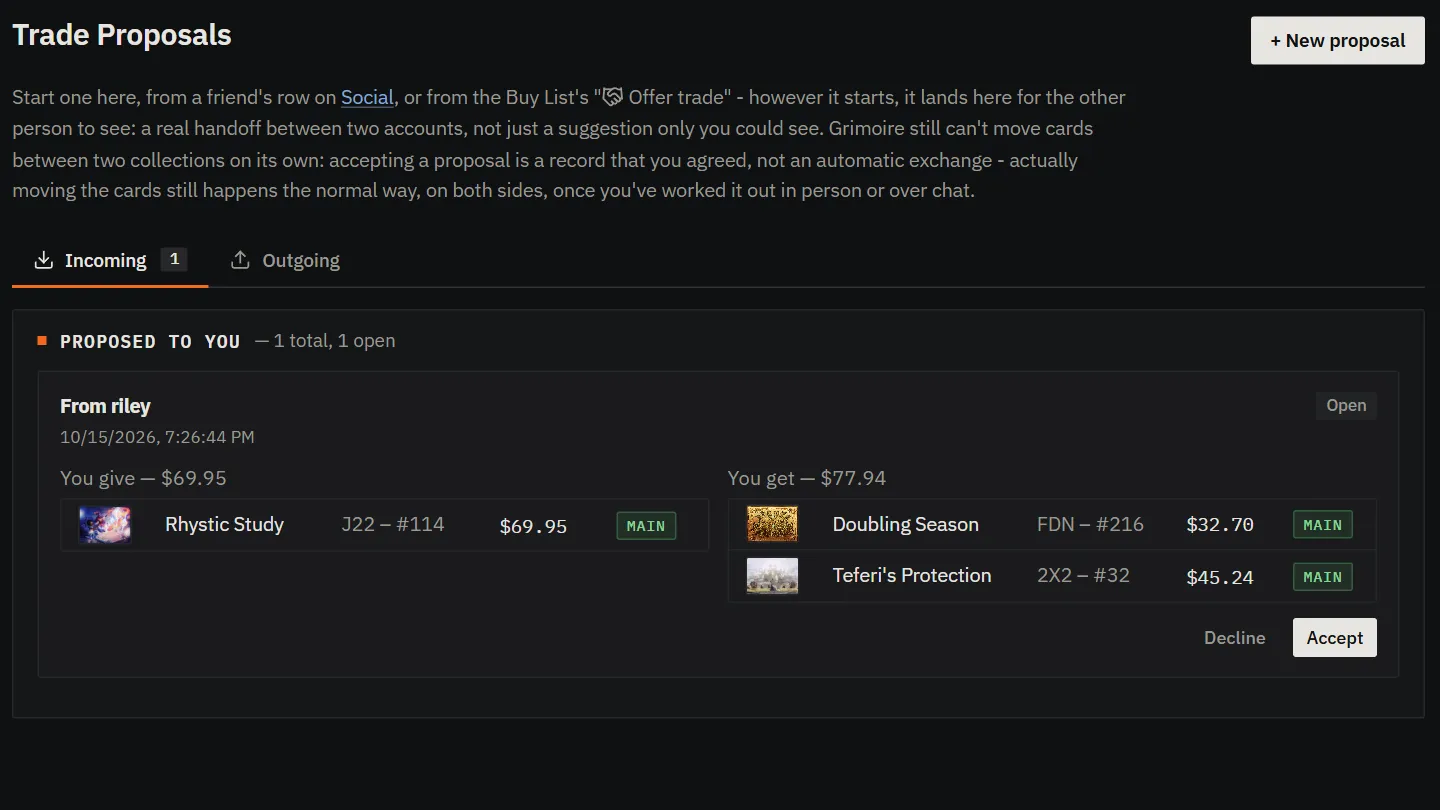 Trade Proposals
+ New proposal
Start one here, from a friend's row on Social, or from the Buy List's " Offer trade" - however it starts, it lands here for the other
person to see: a real handoff between two accounts, not just a suggestion only you could see. Grimoire still can't move cards
between two collections on its own: accepting a proposal is a record that you agreed, not an automatic exchange - actually
moving the cards still happens the normal way, on both sides, once you've worked it out in person or over chat.
Incoming 1
Outgoing
PROPOSED TO YOU — 1 total, 1 open
From riley
Open
10/15/2026, 7:26:44 PM
You give — $69.95
Rhystic Study J22 – #114 $69.95 MAIN
You get — $77.94
Doubling Season FDN – #216 $32.70 MAIN
Teferi's Protection 2X2 – #32 $45.24 MAIN
Decline
Accept